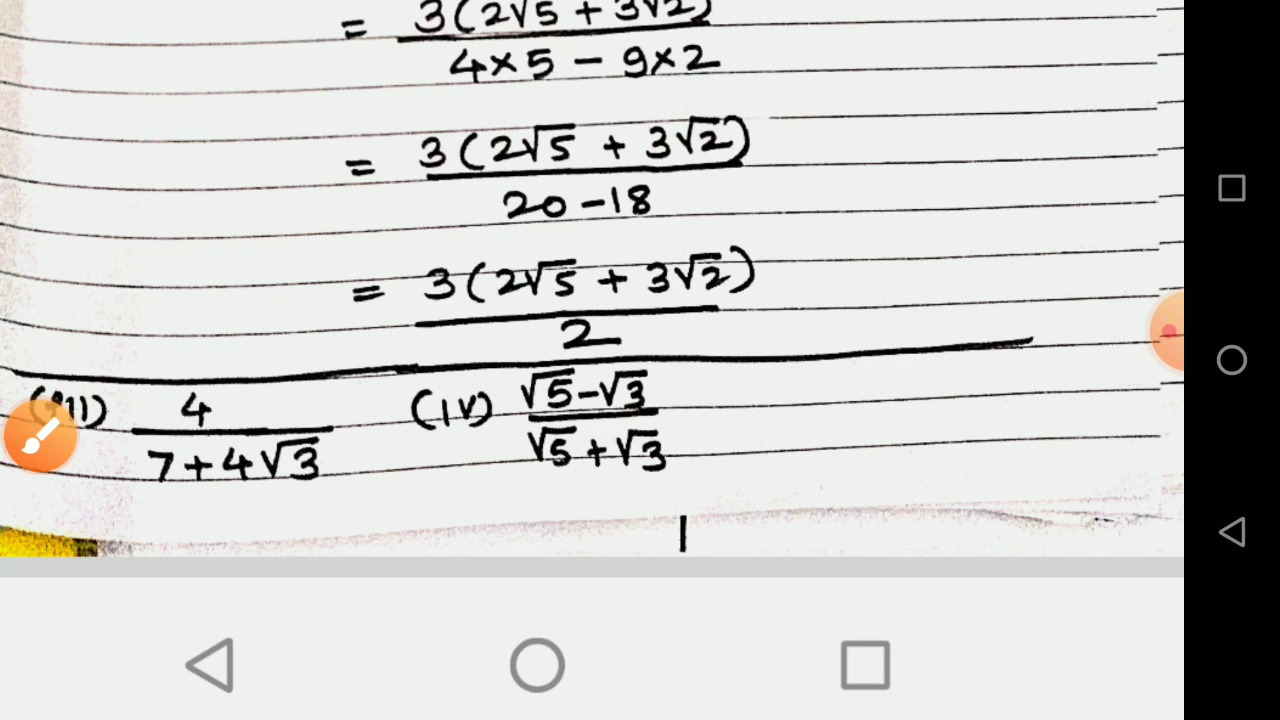 = 3(2√5 + 3√2)
4×5 - 9×2
= 3(2√5 + 3√2)
20-18
= 3(2√5 + 3√2)
2
(iii) 4 (iv) √5-√3
7+4√3 √5+√3